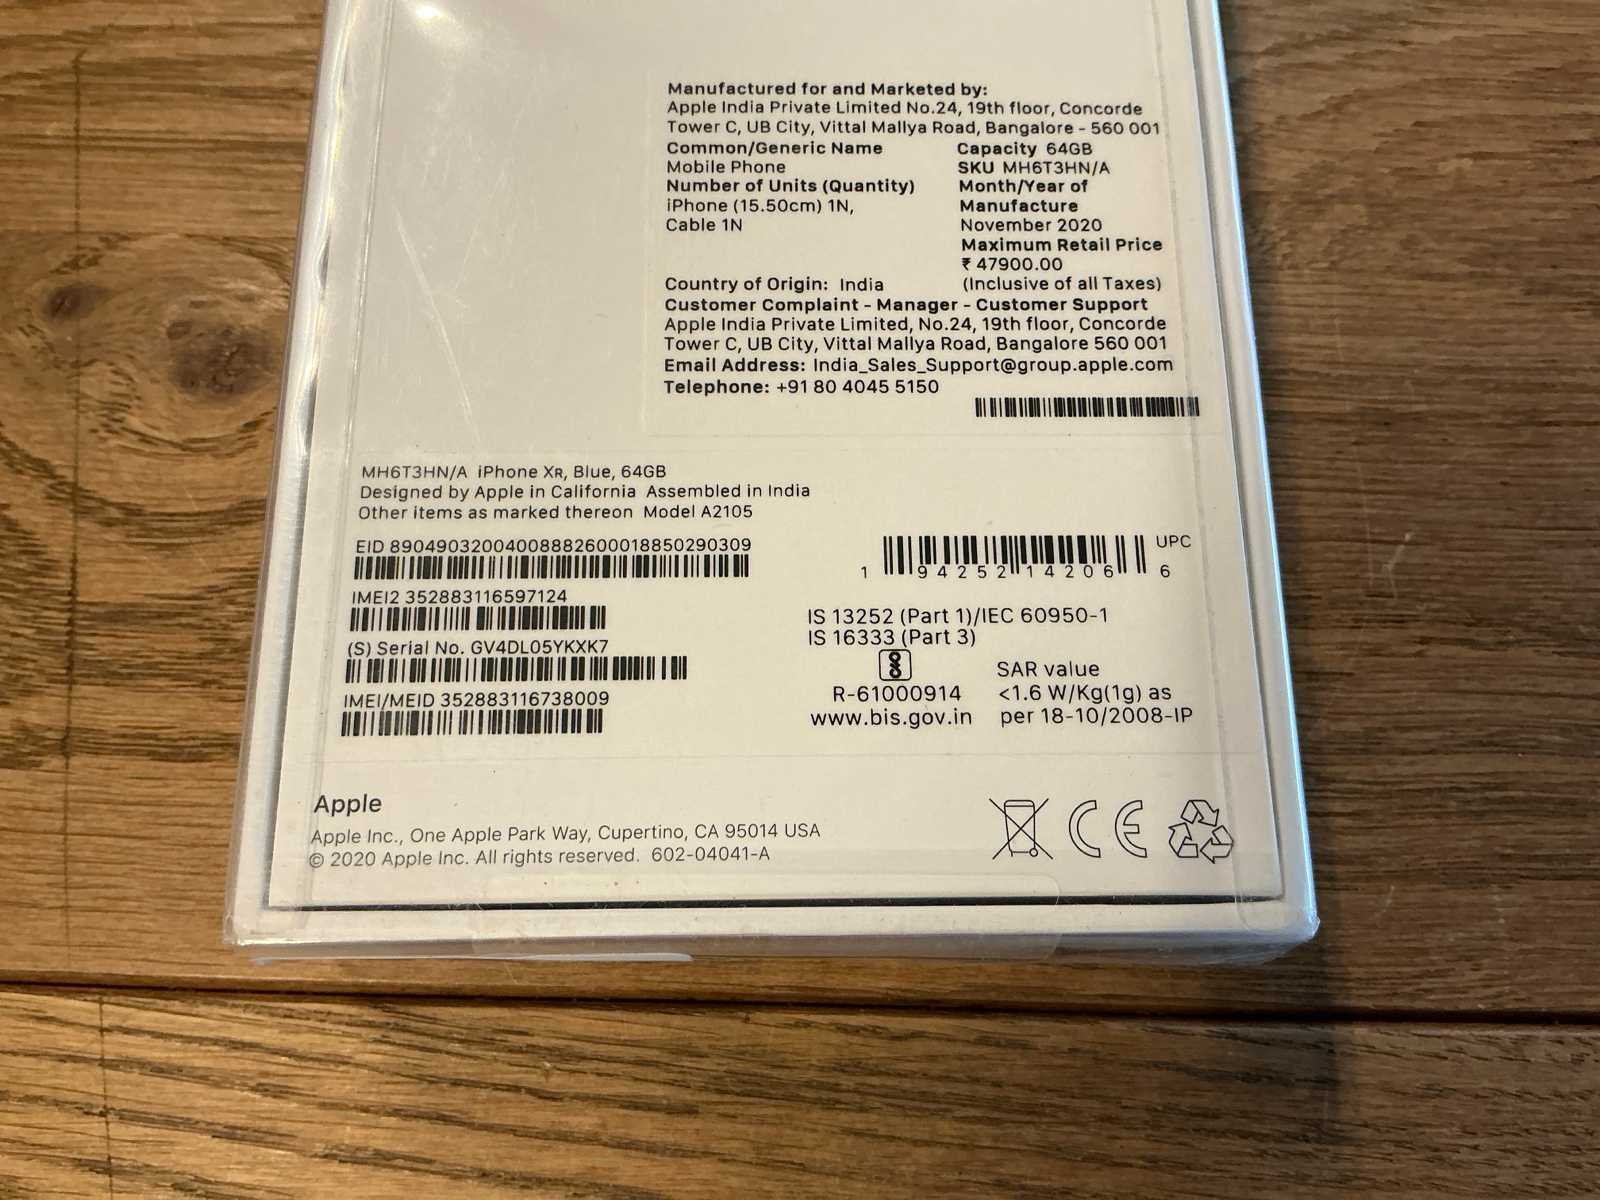 Manufactured for and Marketed by:
Apple India Private Limited No.24, 19th floor, Concorde
Tower C, UB City, Vittal Mallya Road, Bangalore - 560 001
Common/Generic Name
Mobile Phone
Number of Units (Quantity)
iPhone (15.50cm) 1N,
Cable 1N
Capacity 64GB
SKU MH6T3HN/A
Month/Year of
Manufacture
November 2020
Maximum Retail Price
₹ 47900.00
(Inclusive of all Taxes)
Country of Origin: India
Customer Complaint - Manager - Customer Support
Apple India Private Limited, No.24, 19th floor, Concorde
Tower C, UB City, Vittal Mallya Road, Bangalore 560 001
Email Address: India_Sales_Support@group.apple.com
Telephone: +91 80 4045 5150
MH6T3HN/A iPhone XR, Blue, 64GB
Designed by Apple in California Assembled in India
Other items as marked thereon Model A2105
EID 89049032004008882600018850290309
IMEI2 352883116597124
(S) Serial No. GV4DL05YKXK7
IMEI/MEID 352883116738009
UPC
1 94252 14206 6
IS 13252 (Part 1)/IEC 60950-1
IS 16333 (Part 3)
R-61000914
www.bis.gov.in
SAR value
<1.6 W/Kg(1g) as
per 18-10/2008-IP
Apple
Apple Inc., One Apple Park Way, Cupertino, CA 95014 USA
© 2020 Apple Inc. All rights reserved. 602-04041-A
CE